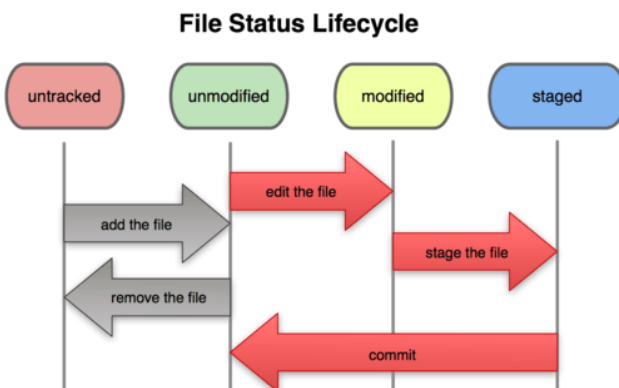 File Status Lifecycle
untracked
unmodified
modified
staged
edit the file
add the file
stage the file
remove the file
commit